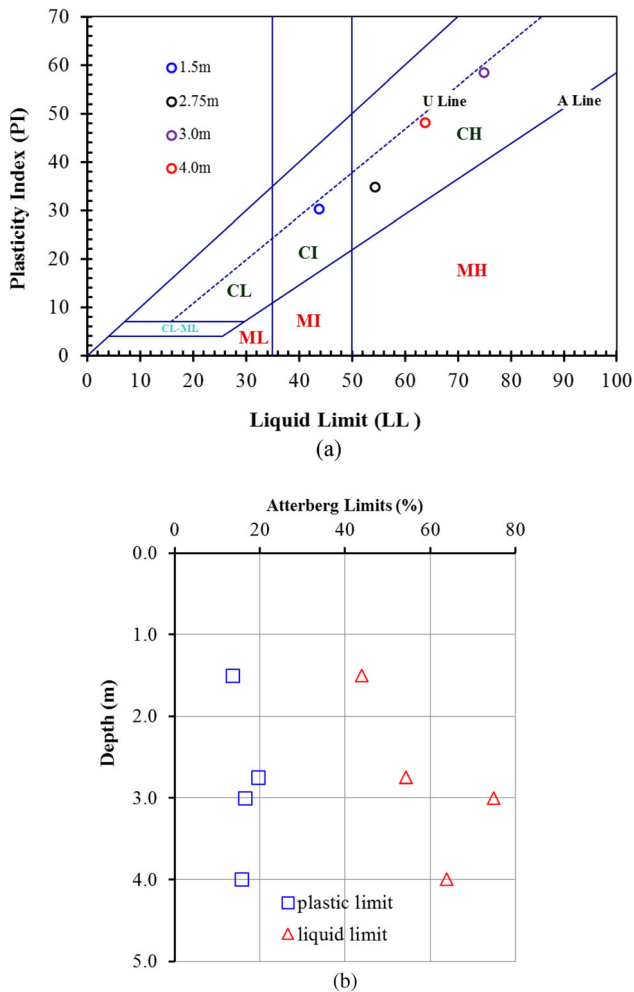 70
60
50
40
30
20
10
0
Plasticity Index (PI)
1.5m
2.75m
3.0m
4.0m
U Line
A Line
CH
CI
CL
MH
MI
ML
CL-ML
0 10 20 30 40 50 60 70 80 90 100
Liquid Limit (LL )
(a)
Atterberg Limits (%)
0 20 40 60 80
0.0
1.0
2.0
3.0
4.0
5.0
Depth (m)
plastic limit
liquid limit
(b)